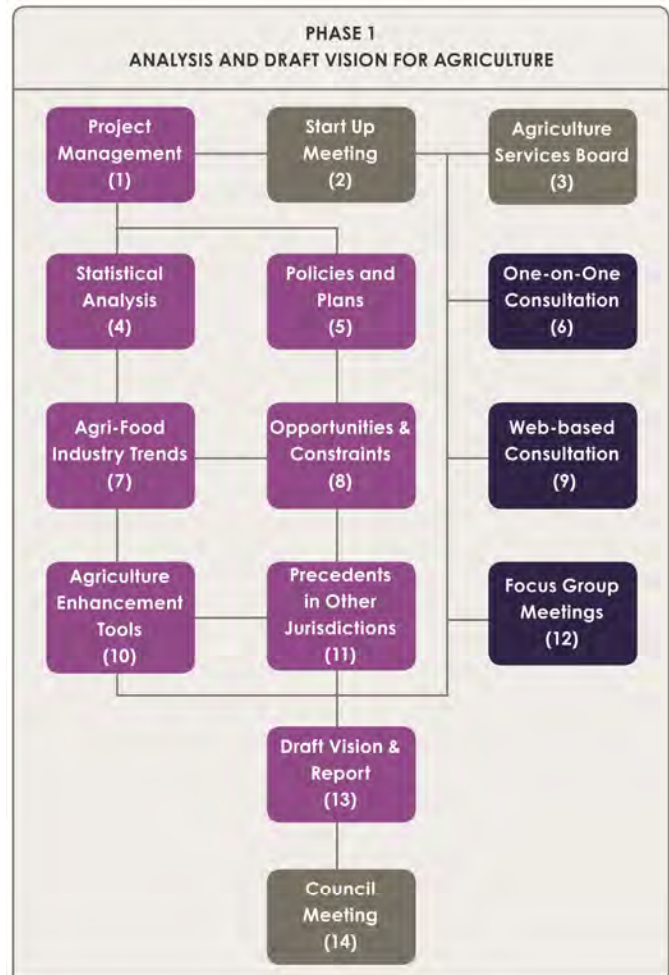 PHASE 1
ANALYSIS AND DRAFT VISION FOR AGRICULTURE
Project
Management
(1)
Start Up
Meeting
(2)
Agriculture
Services Board
(3)
Statistical
Analysis
(4)
Policies and
Plans
(5)
One-on-One
Consultation
(6)
Agri-Food
Industry Trends
(7)
Opportunities &
Constraints
(8)
Web-based
Consultation
(9)
Agriculture
Enhancement
Tools
(10)
Precedents
in Other
Jurisdictions
(11)
Focus Group
Meetings
(12)
Draft Vision &
Report
(13)
Council
Meeting
(14)